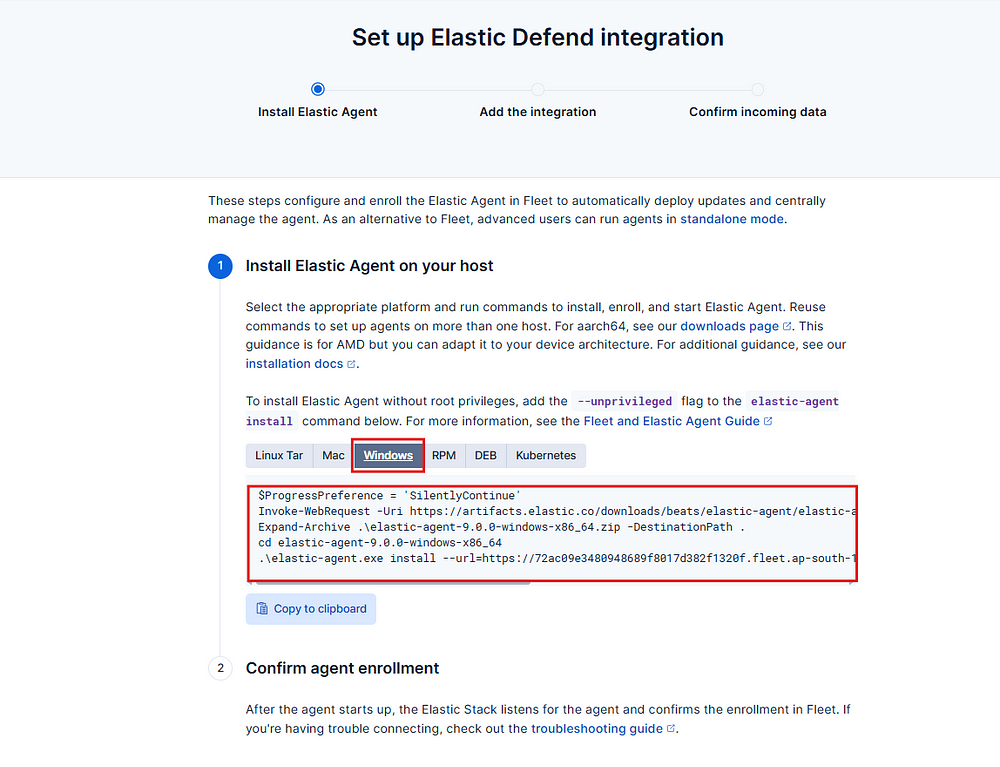 Set up Elastic Defend integration
Install Elastic Agent
Add the integration
Confirm incoming data
These steps configure and enroll the Elastic Agent in Fleet to automatically deploy updates and centrally
manage the agent. As an alternative to Fleet, advanced users can run agents in standalone mode.
1
Install Elastic Agent on your host
Select the appropriate platform and run commands to install, enroll, and start Elastic Agent. Reuse
commands to set up agents on more than one host. For aarch64, see our downloads page. This
guidance is for AMD but you can adapt it to your device architecture. For additional guidance, see our
installation docs.
To install Elastic Agent without root privileges, add the --unprivileged flag to the elastic-agent
install command below. For more information, see the Fleet and Elastic Agent Guide
Linux Tar Mac Windows RPM DEB Kubernetes
$ProgressPreference = 'SilentlyContinue'
Invoke-WebRequest -Uri https://artifacts.elastic.co/downloads/beats/elastic-agent/elastic-a
Expand-Archive .\elastic-agent-9.0.0-windows-x86_64.zip -DestinationPath .
cd elastic-agent-9.0.0-windows-x86_64
.\elastic-agent.exe install --url=https://72ac09e3480948689f8017d382f1320f.fleet.ap-south-1
Copy to clipboard
2
Confirm agent enrollment
After the agent starts up, the Elastic Stack listens for the agent and confirms the enrollment in Fleet. If
you're having trouble connecting, check out the troubleshooting guide.